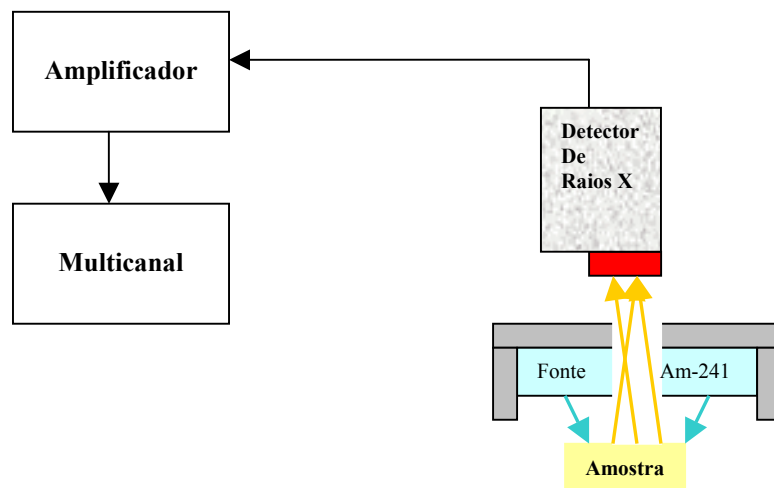 Amplificador
Detector
De
Raios X
Multicanal
Fonte
Am-241
Amostra